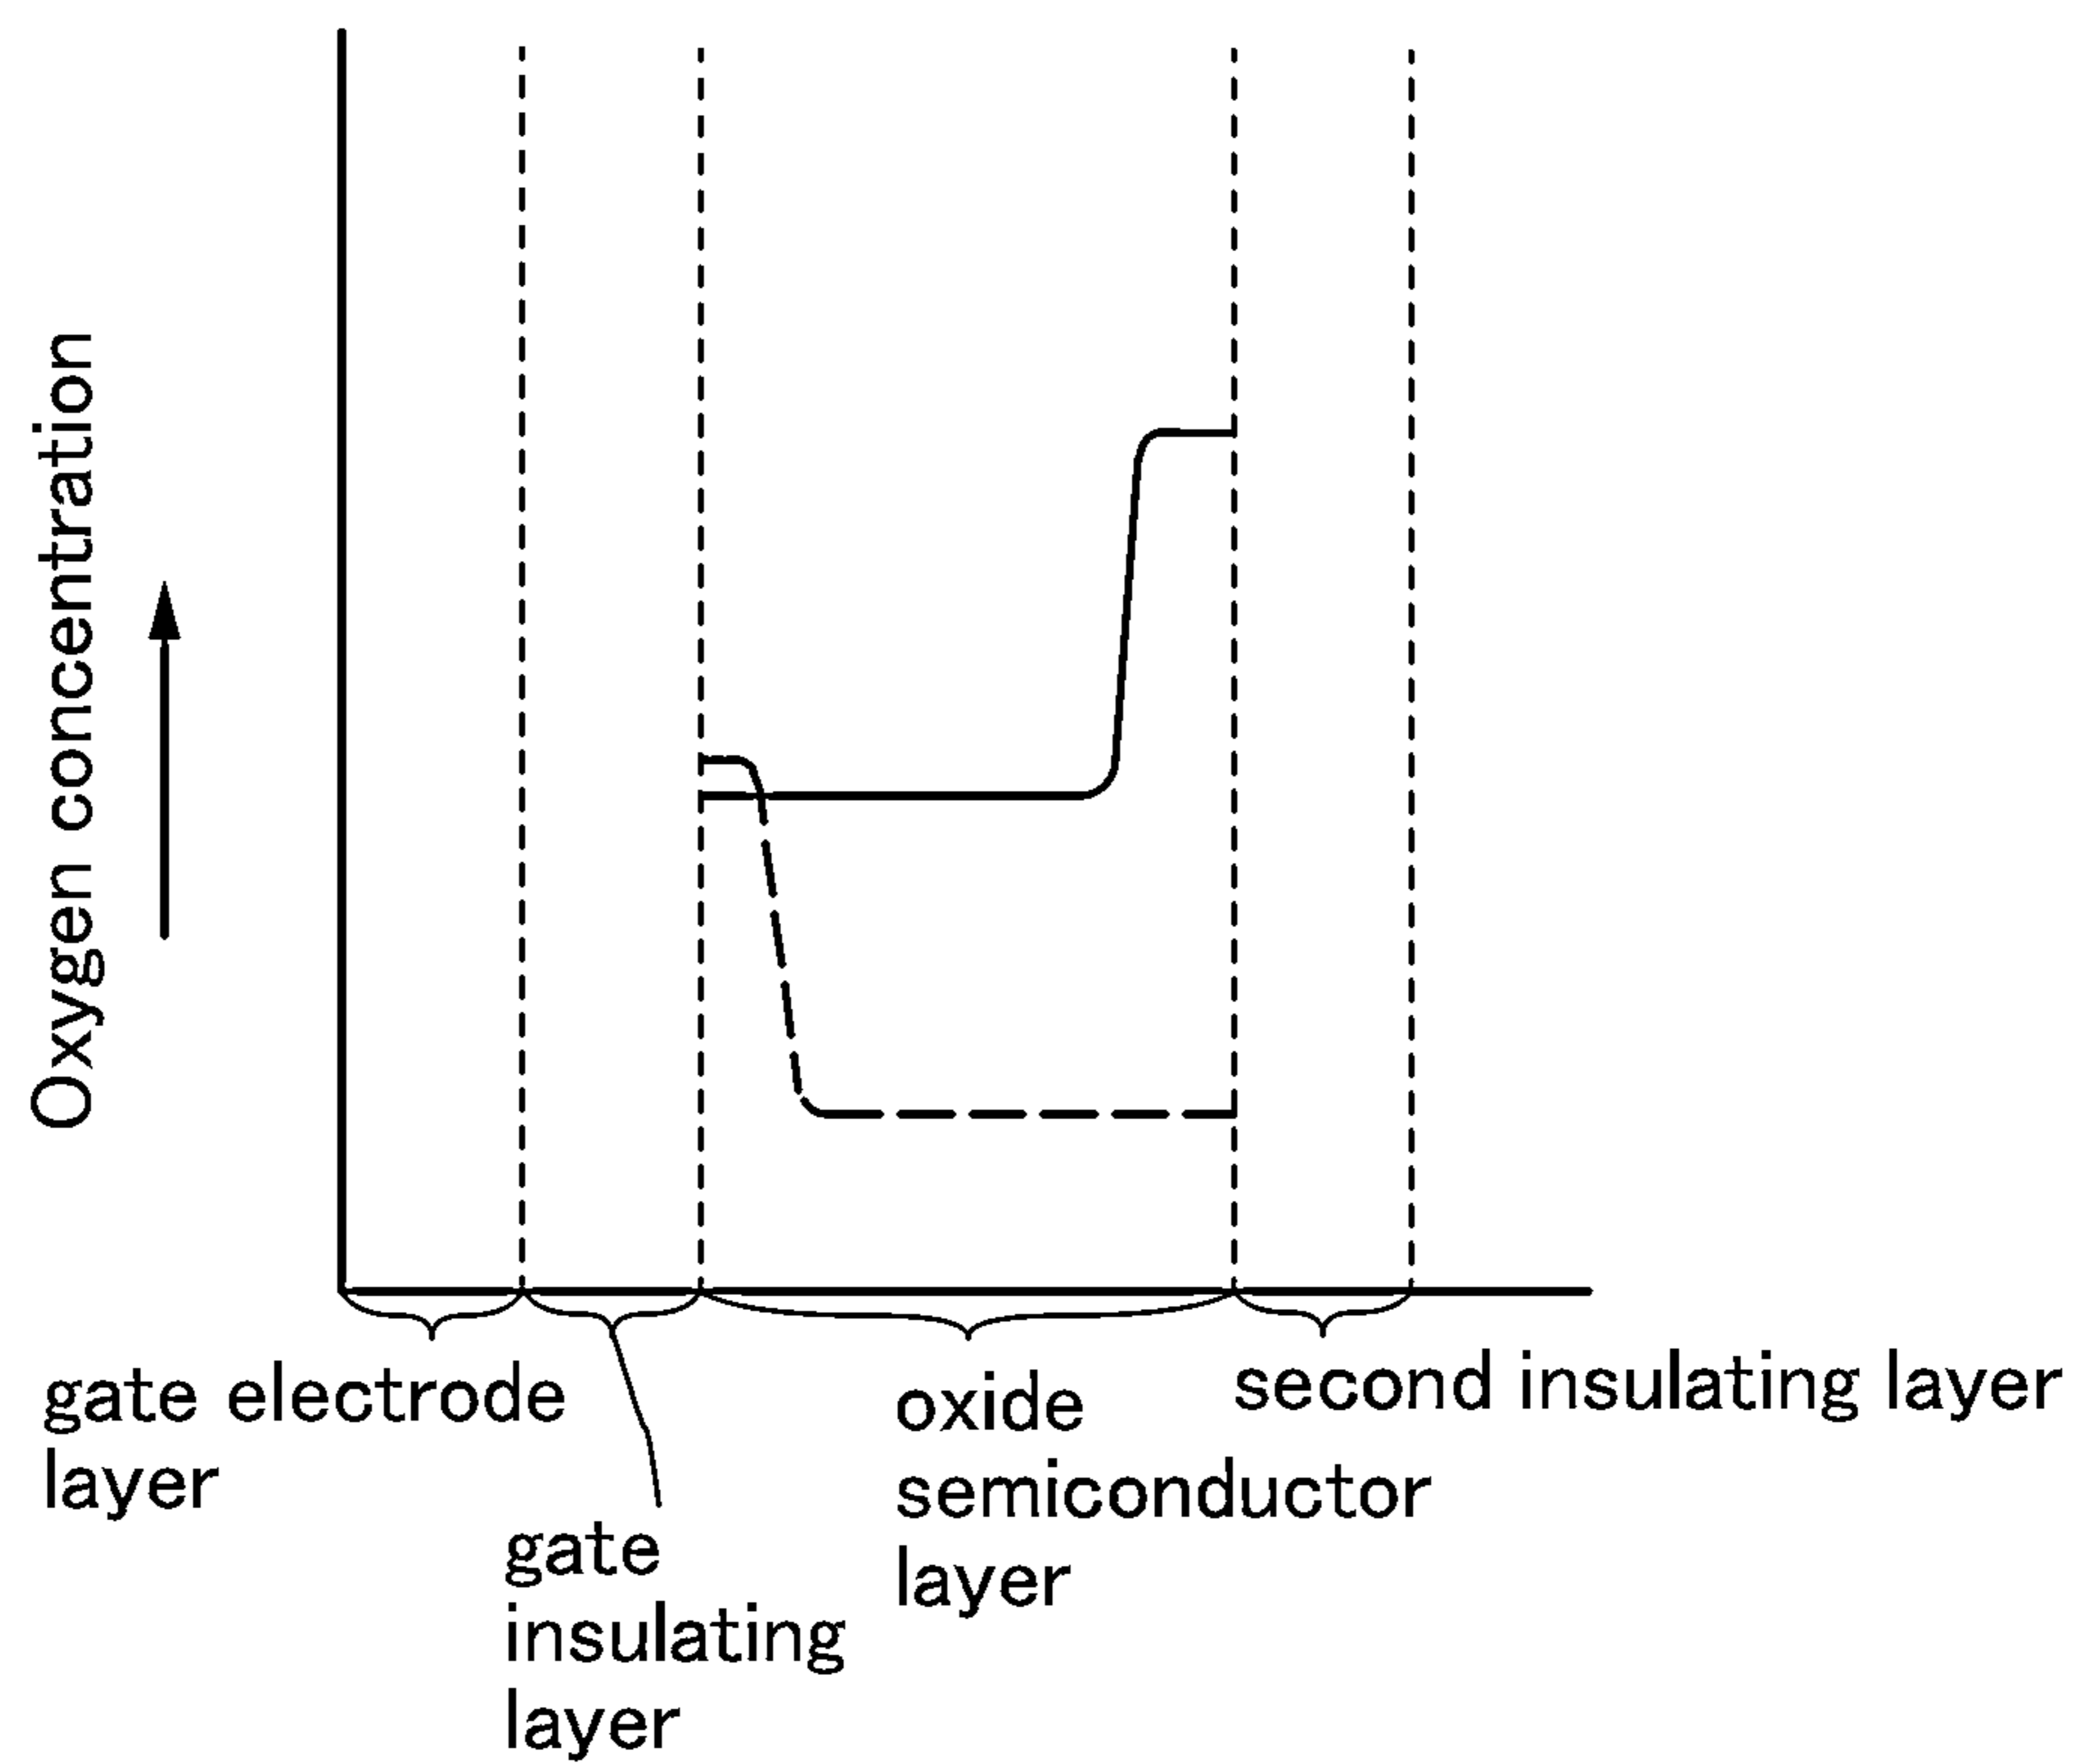 Oxygen concentration
gate electrode
layer
gate
insulating
layer
oxide
semiconductor
layer
second insulating layer